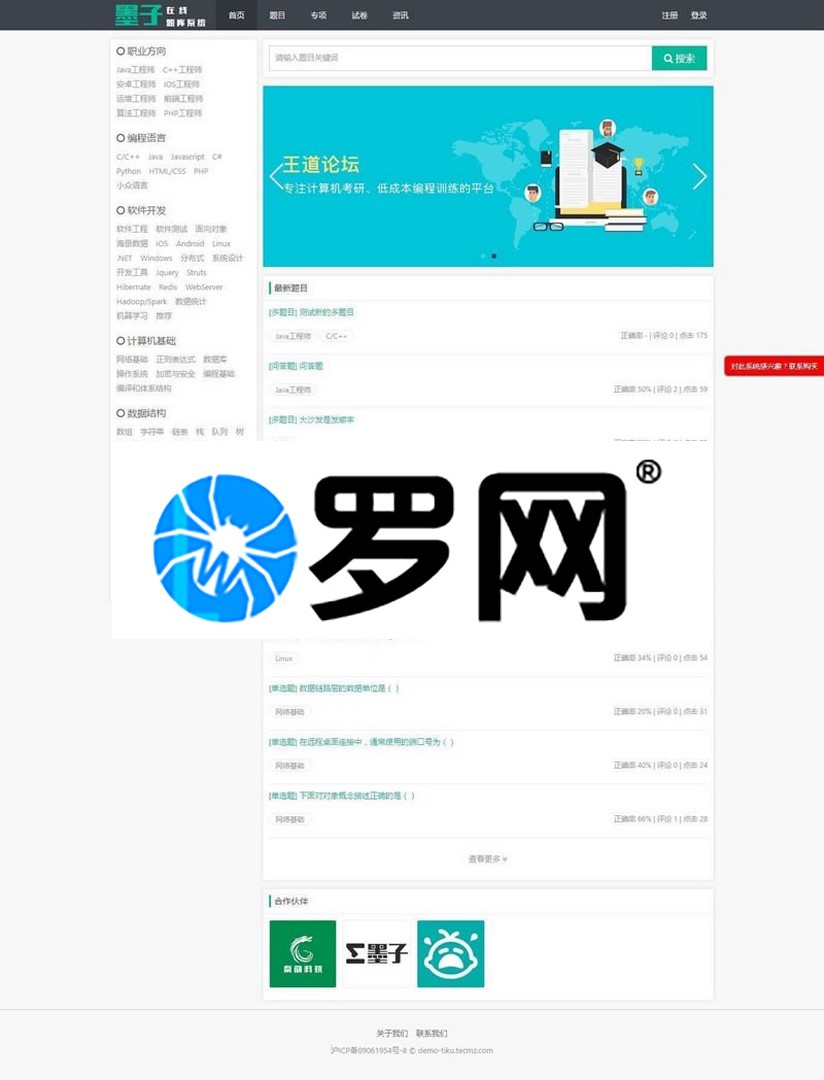 墨子 在线题库系统
首页 题目 专项 试卷 资讯 注册 登录
职业方向
Java工程师 C++工程师
安卓工程师 iOS工程师
运维工程师 前端工程师
算法工程师 PHP工程师
编程语言
C/C++ Java Javascript C#
Python HTML/CSS PHP
小众语言
软件开发
软件工程 软件测试 面向对象
海量数据 iOS Android Linux
.NET Windows 分布式 系统设计
开发工具 Jquery Struts
Hibernate Redis WebServer
Hadoop/Spark 数据统计
机器学习 推荐
计算机基础
网络基础 正则表达式 数据库
操作系统 加密与安全 编程基础
编译和体系结构
数据结构
数组 字符串 链表 栈 队列 树
请输入题目关键词
搜索
王道论坛
专注计算机考研、低成本编程训练的平台
最新题目
[多题目] 测试新的多题目
Java工程师 C/C++ 正确率 - | 评论 0 | 点击 175
[问答题] 问答题
Java工程师 正确率 50% | 评论 2 | 点击 59
[多题目] 大沙发是发顺丰
对此系统感兴趣？联系购买
罗网®
Linux 正确率 34% | 评论 0 | 点击 54
[单选题] 数据链路层的数据单位是（ ）
网络基础 正确率 20% | 评论 0 | 点击 31
[单选题] 在远程桌面连接中，通常使用的端口号为（ ）
网络基础 正确率 40% | 评论 0 | 点击 24
[单选题] 下面对对象概念描述正确的是（ ）
网络基础 正确率 66% | 评论 1 | 点击 28
查看更多
合作伙伴
墨子
关于我们 联系我们
沪ICP备09061954号-8 © demo-tiku.tecmz.com